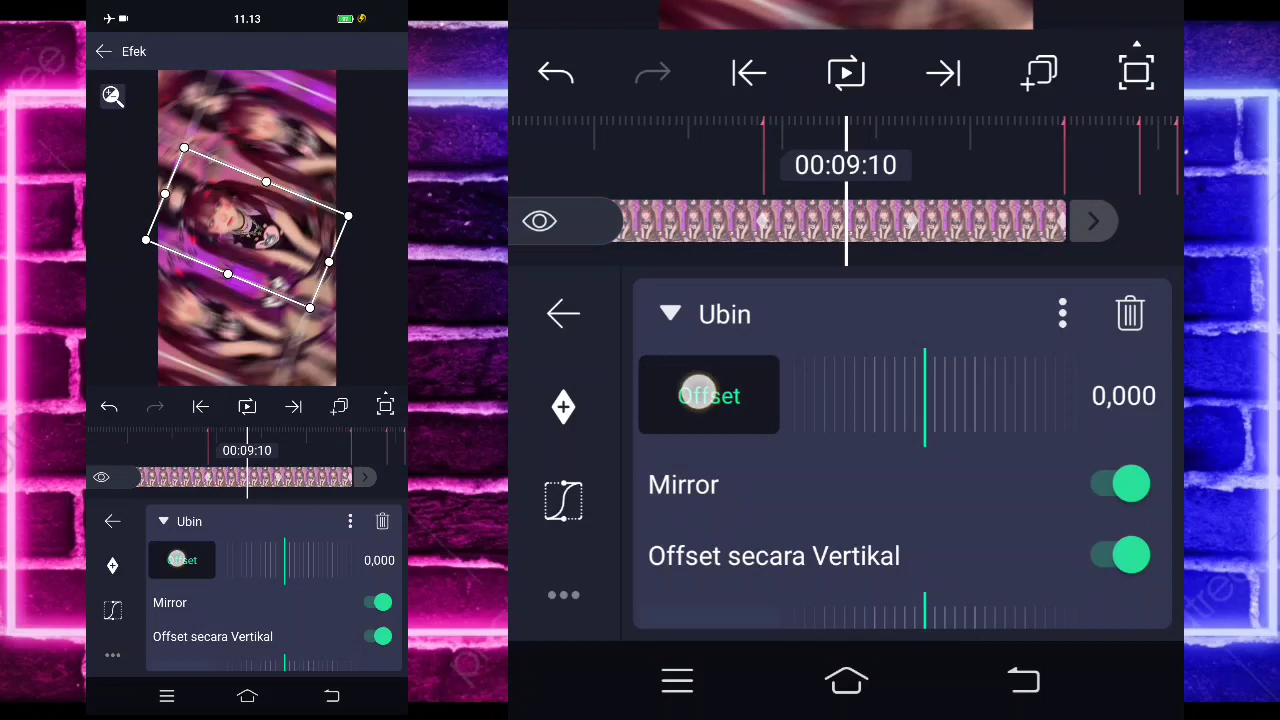 11.13
97
Efek
00:09:10
Ubin
Offset
0,000
Mirror
Offset secara Vertikal
00:09:10
Ubin
Offset
0,000
Mirror
Offset secara Vertikal